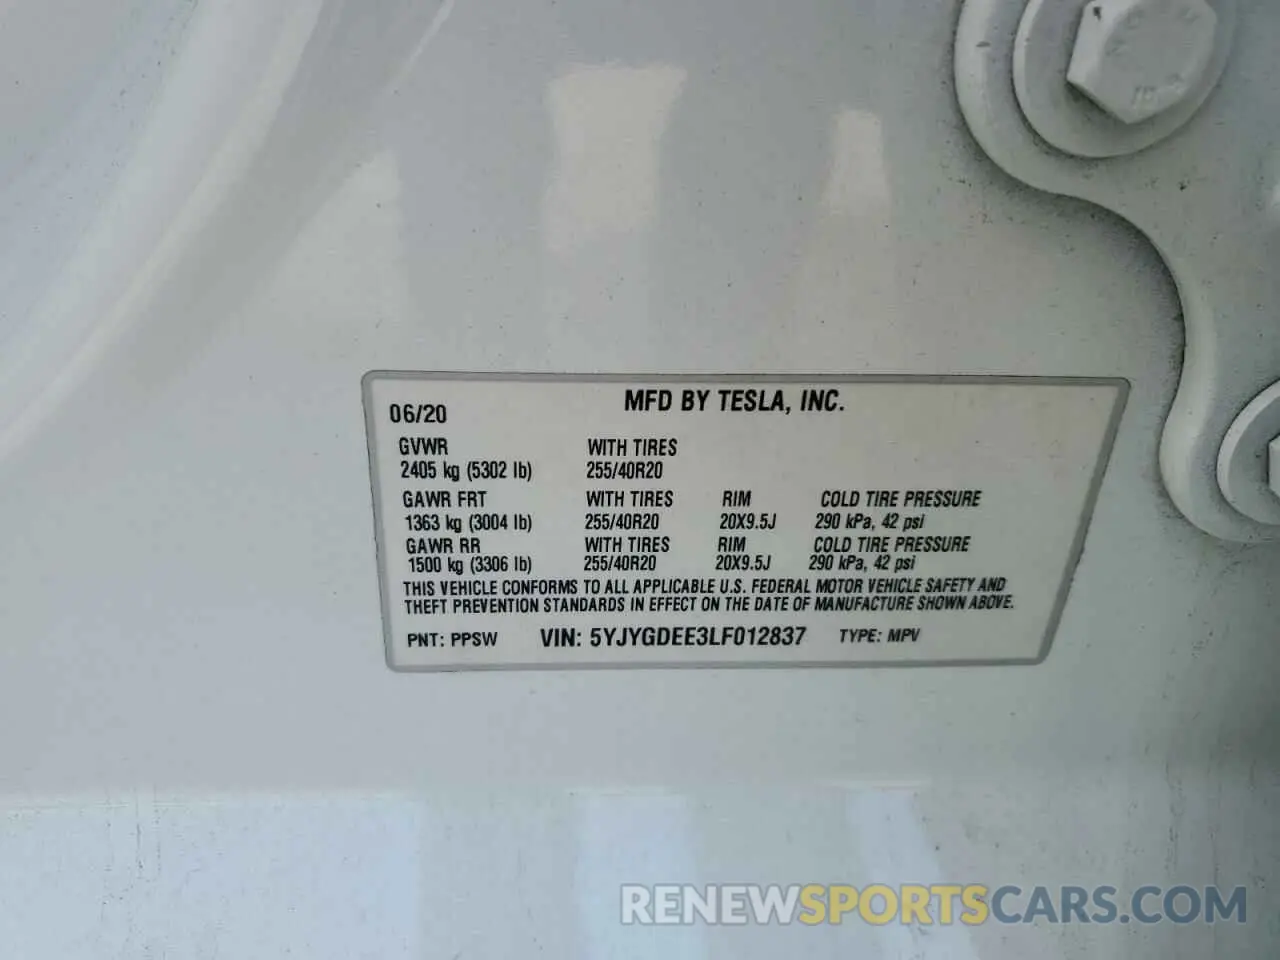 06/20 MFD BY TESLA, INC.
GVWR WITH TIRES
2405 kg (5302 lb) 255/40R20
GAWR FRT WITH TIRES RIM COLD TIRE PRESSURE
1363 kg (3004 lb) 255/40R20 20X9.5J 290 kPa, 42 psi
GAWR RR WITH TIRES RIM COLD TIRE PRESSURE
1500 kg (3306 lb) 255/40R20 20X9.5J 290 kPa, 42 psi
THIS VEHICLE CONFORMS TO ALL APPLICABLE U.S. FEDERAL MOTOR VEHICLE SAFETY AND
THEFT PREVENTION STANDARDS IN EFFECT ON THE DATE OF MANUFACTURE SHOWN ABOVE.
PNT: PPSW VIN: 5YJYGDEE3LF012837 TYPE: MPV
RENEWSPORTSCARS.COM